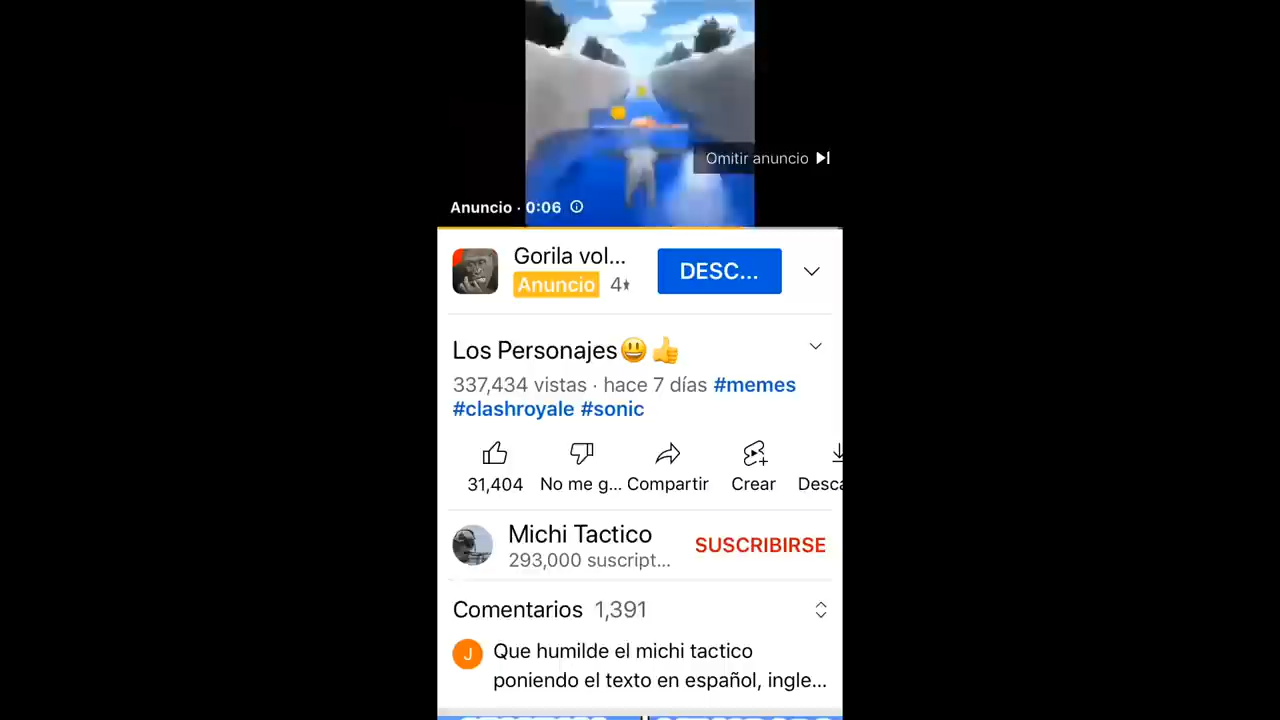 Omitir anuncio
Anuncio · 0:06
Gorila vol...
Anuncio 4
DESC...
Los Personajes😃👍
337,434 vistas · hace 7 días #memes
#clashroyale #sonic
31,404 No me g... Compartir Crear Desca
Michi Tactico
293,000 suscript...
SUSCRIBIRSE
Comentarios 1,391
J
Que humilde el michi tactico
poniendo el texto en español, ingle...